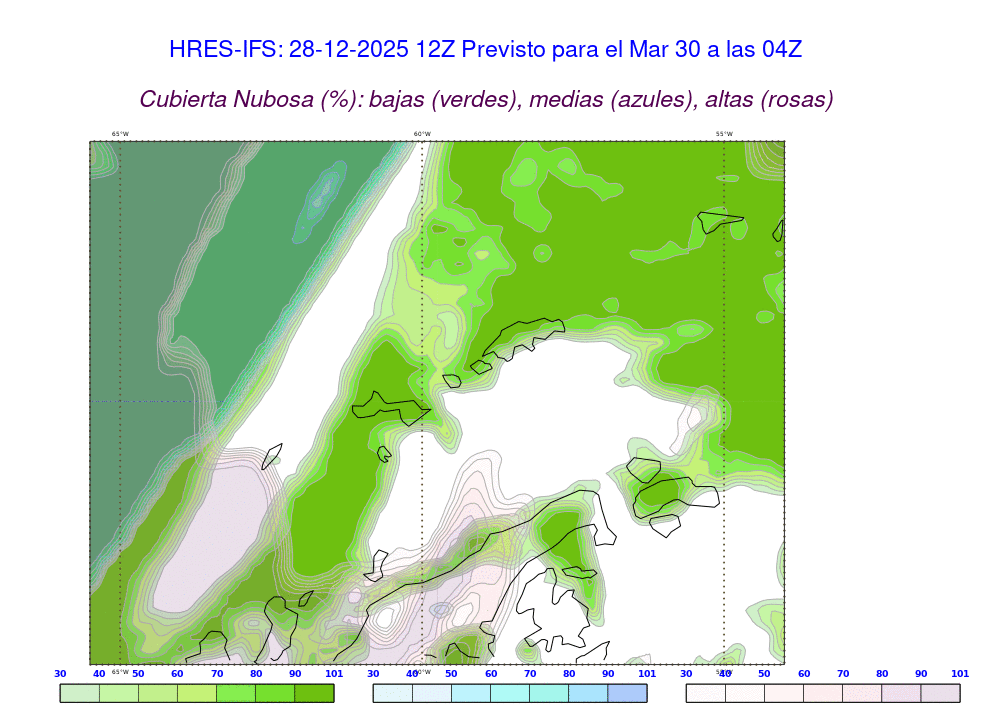 HRES-IFS: 28-12-2025 12Z Previsto para el Mar 30 a las 04Z
Cubierta Nubosa (%): bajas (verdes), medias (azules), altas (rosas)
65°W 60°W 55°W
65°W 60°W
30 40 50 60 70 80 90 101 30 40 50 60 70 80 90 101 30 40 50 60 70 80 90 101